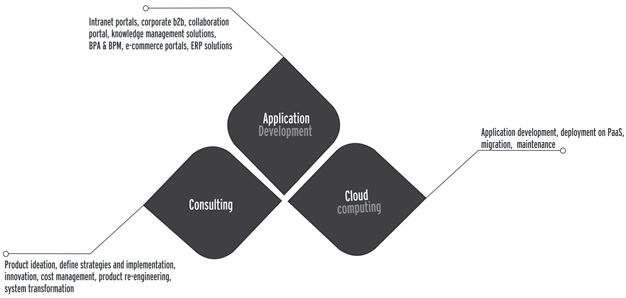 Intranet portals, corporate b2b, collaboration
portal, knowledge management solutions,
BPA & BPM, e-commerce portals, ERP solutions
Application
Development
Application development, deployment on PaaS,
migration, maintenance
Consulting
Cloud
computing
Product ideation, define strategies and implementation,
innovation, cost management, product re-engineering,
system transformation